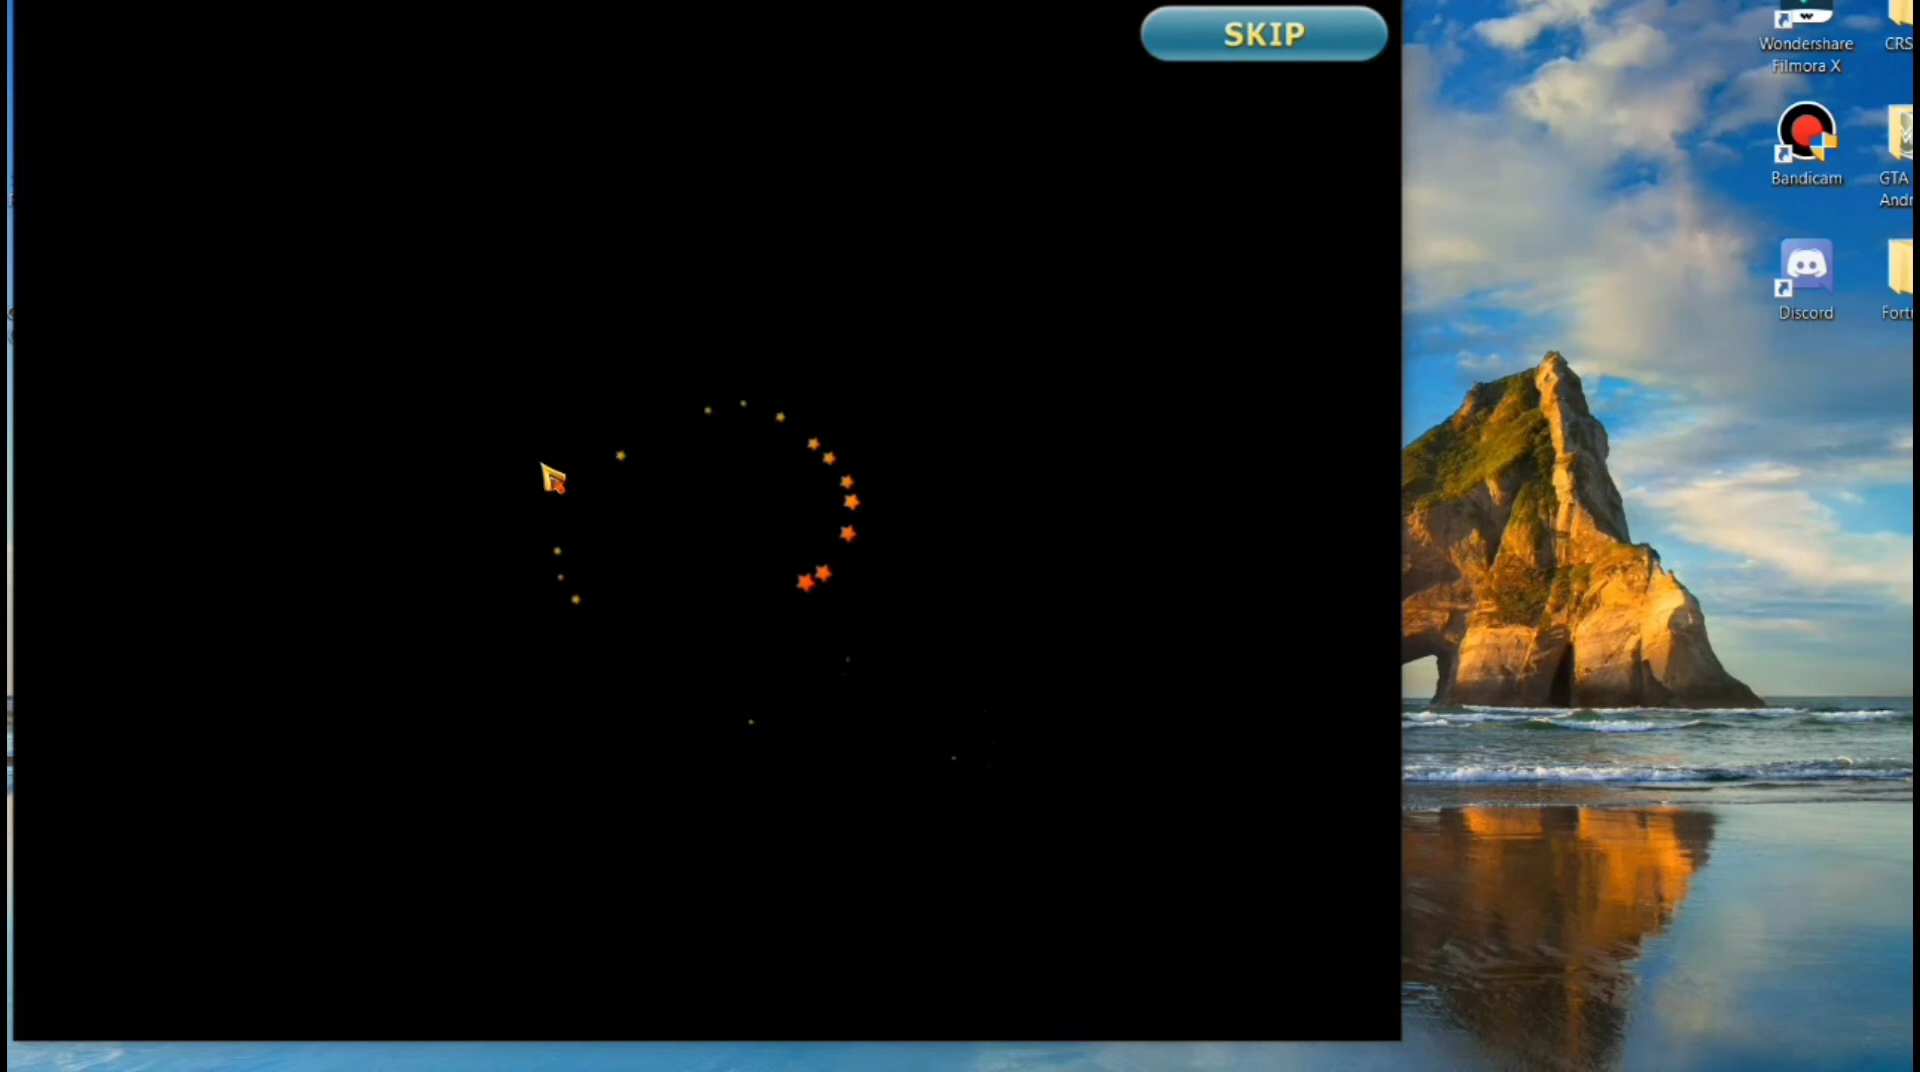 SKIP
Wondershare
Filmora X
CRS
Bandicam
GTA
Andr
Discord
Fort